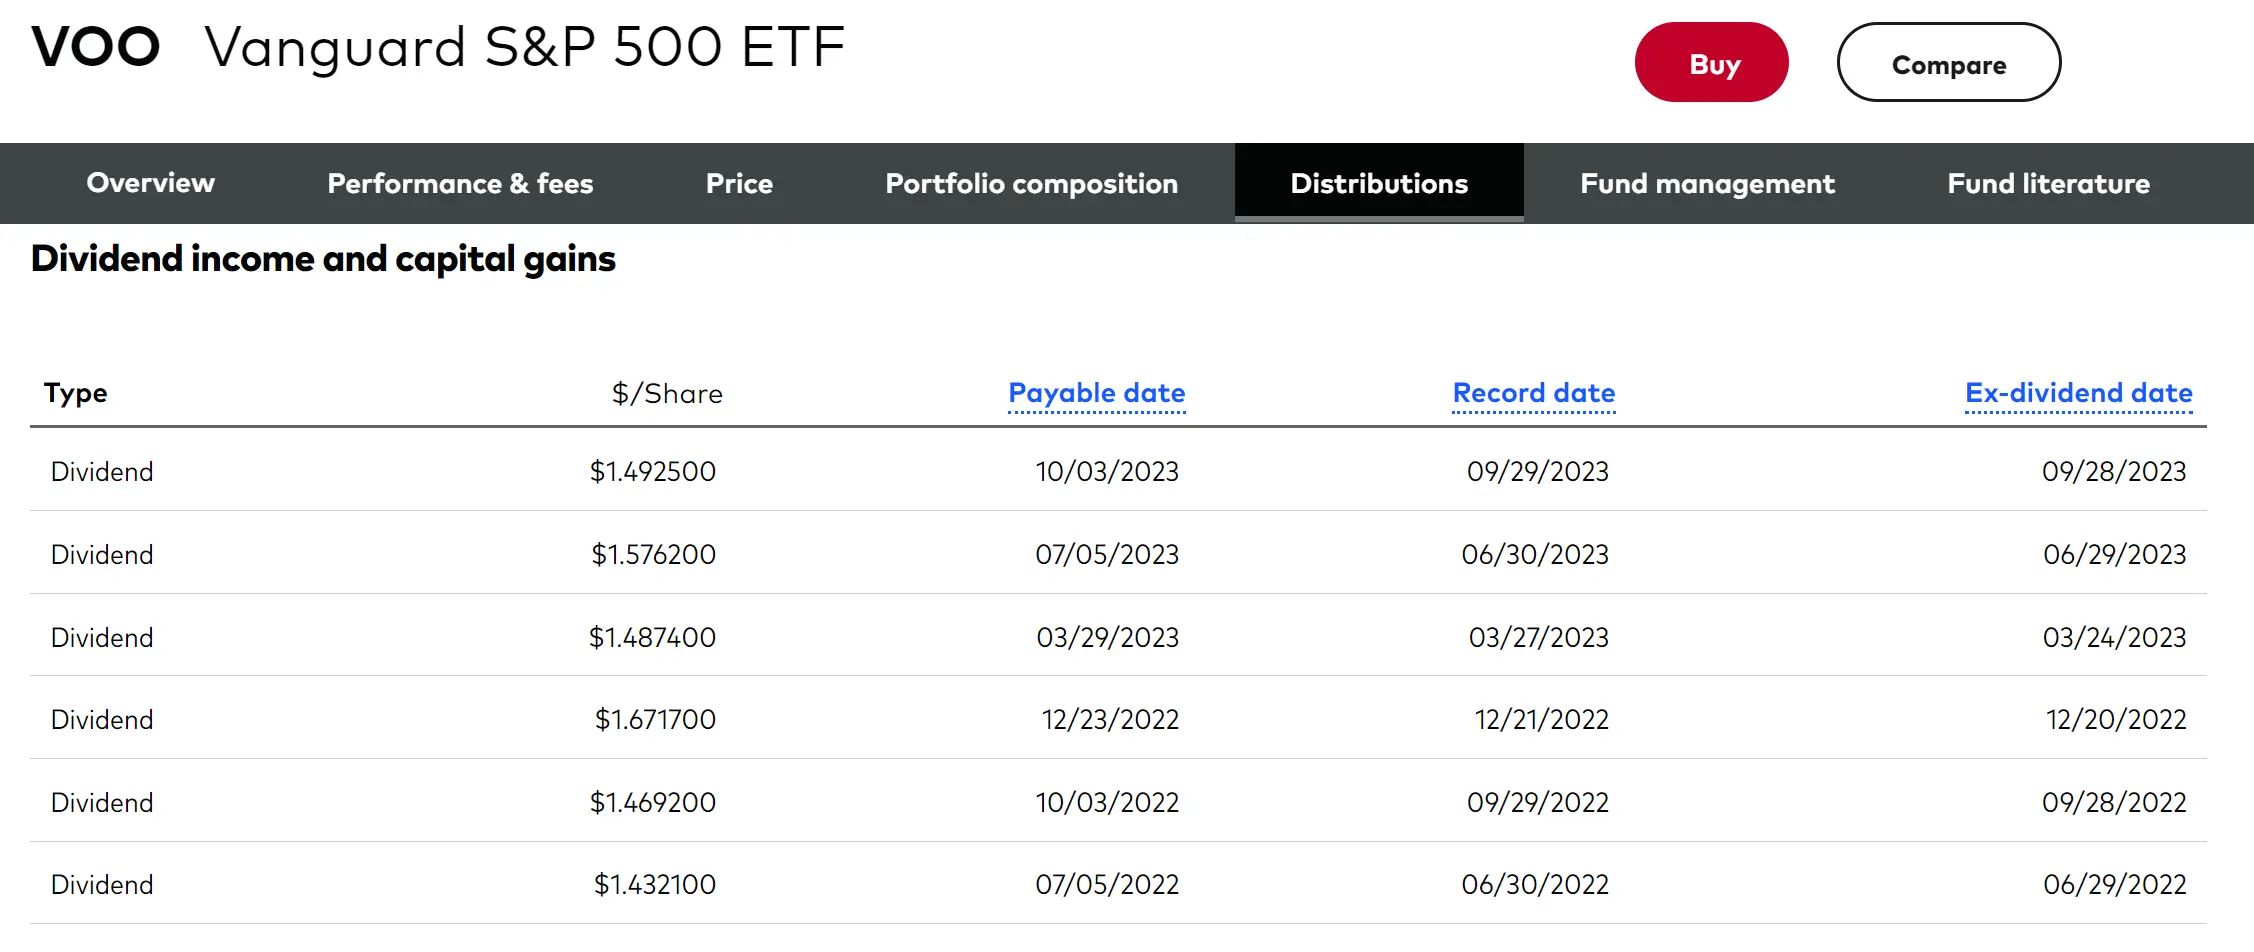 VOO Vanguard S&P 500 ETF
Buy Compare
Overview Performance & fees Price Portfolio composition Distributions Fund management Fund literature
Dividend income and capital gains
Type $/Share Payable date Record date Ex-dividend date
Dividend $1.492500 10/03/2023 09/29/2023 09/28/2023
Dividend $1.576200 07/05/2023 06/30/2023 06/29/2023
Dividend $1.487400 03/29/2023 03/27/2023 03/24/2023
Dividend $1.671700 12/23/2022 12/21/2022 12/20/2022
Dividend $1.469200 10/03/2022 09/29/2022 09/28/2022
Dividend $1.432100 07/05/2022 06/30/2022 06/29/2022